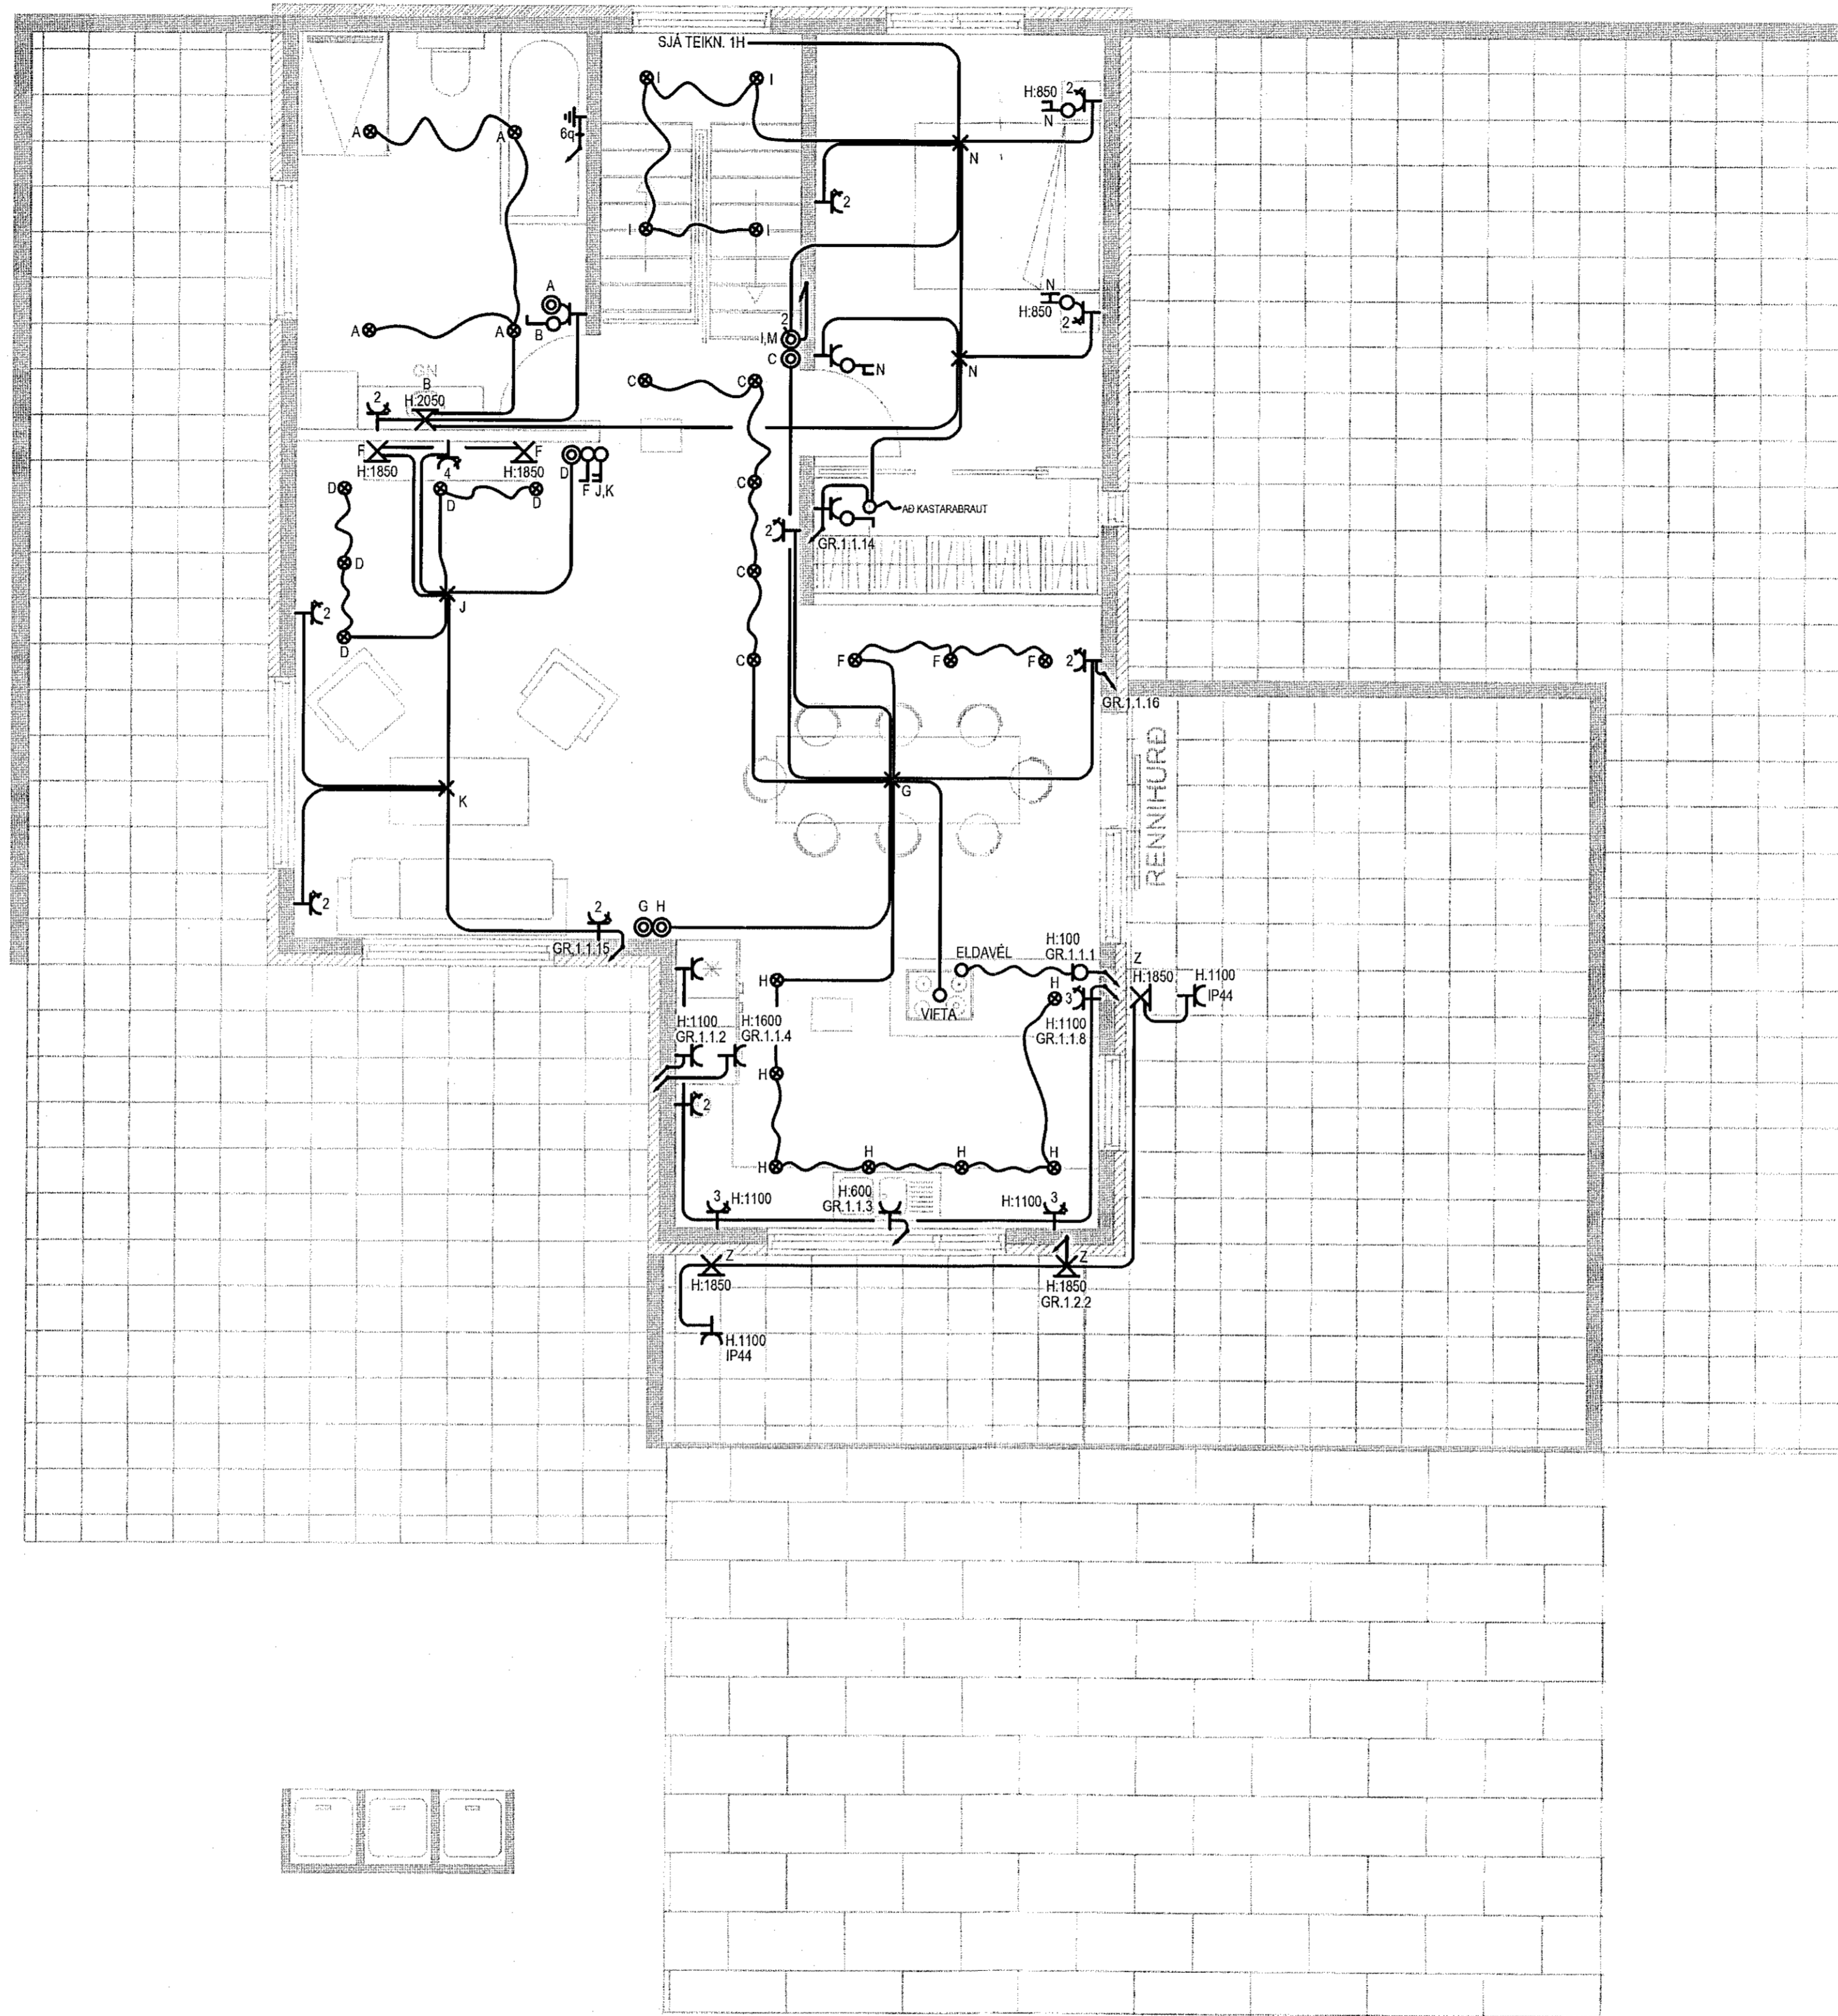 SJÁ TEIKN. 1H
I
I
H:850
2
N
A
A
6q
N
2
I
I
A
B
A
A
N
H:850
2
2
I,M
C
N
N
GN
B
H:2050
2
C
C
F
H:1850
4
F
H:1850
D
F
J,K
D
D
D
C
2
AÐ KASTARABRAUT
GR.1.1.14
D
C
J
2
D
C
F
F
F
2
GR.1.1.16
RENNIHURÐ
G
K
2
2
GR.1.1.15
G
H
ELDAVÉL
H:100
GR.1.1.1
Z
H:1850
H:1100
IP44
H
H
3
VIFTA
H:1100
GR.1.1.8
H:1100
GR.1.1.2
H:1600
GR.1.1.4
H
2
H
H
H
H
3
H:1100
H:600
GR.1.1.3
H:1100
3
Z
H:1850
Z
H:1850
GR.1.2.2
H:1100
IP44